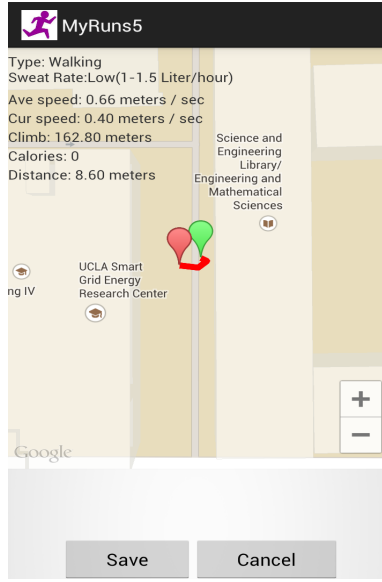 MyRuns5
Type: Walking
Sweat Rate:Low(1-1.5 Liter/hour)
Ave speed: 0.66 meters / sec
Cur speed: 0.40 meters / sec
Climb: 162.80 meters
Calories: 0
Distance: 8.60 meters
Science and
Engineering
Library/
Engineering and
Mathematical
Sciences
UCLA Smart
Grid Energy
Research Center
ng IV
+
−
Google
Save
Cancel